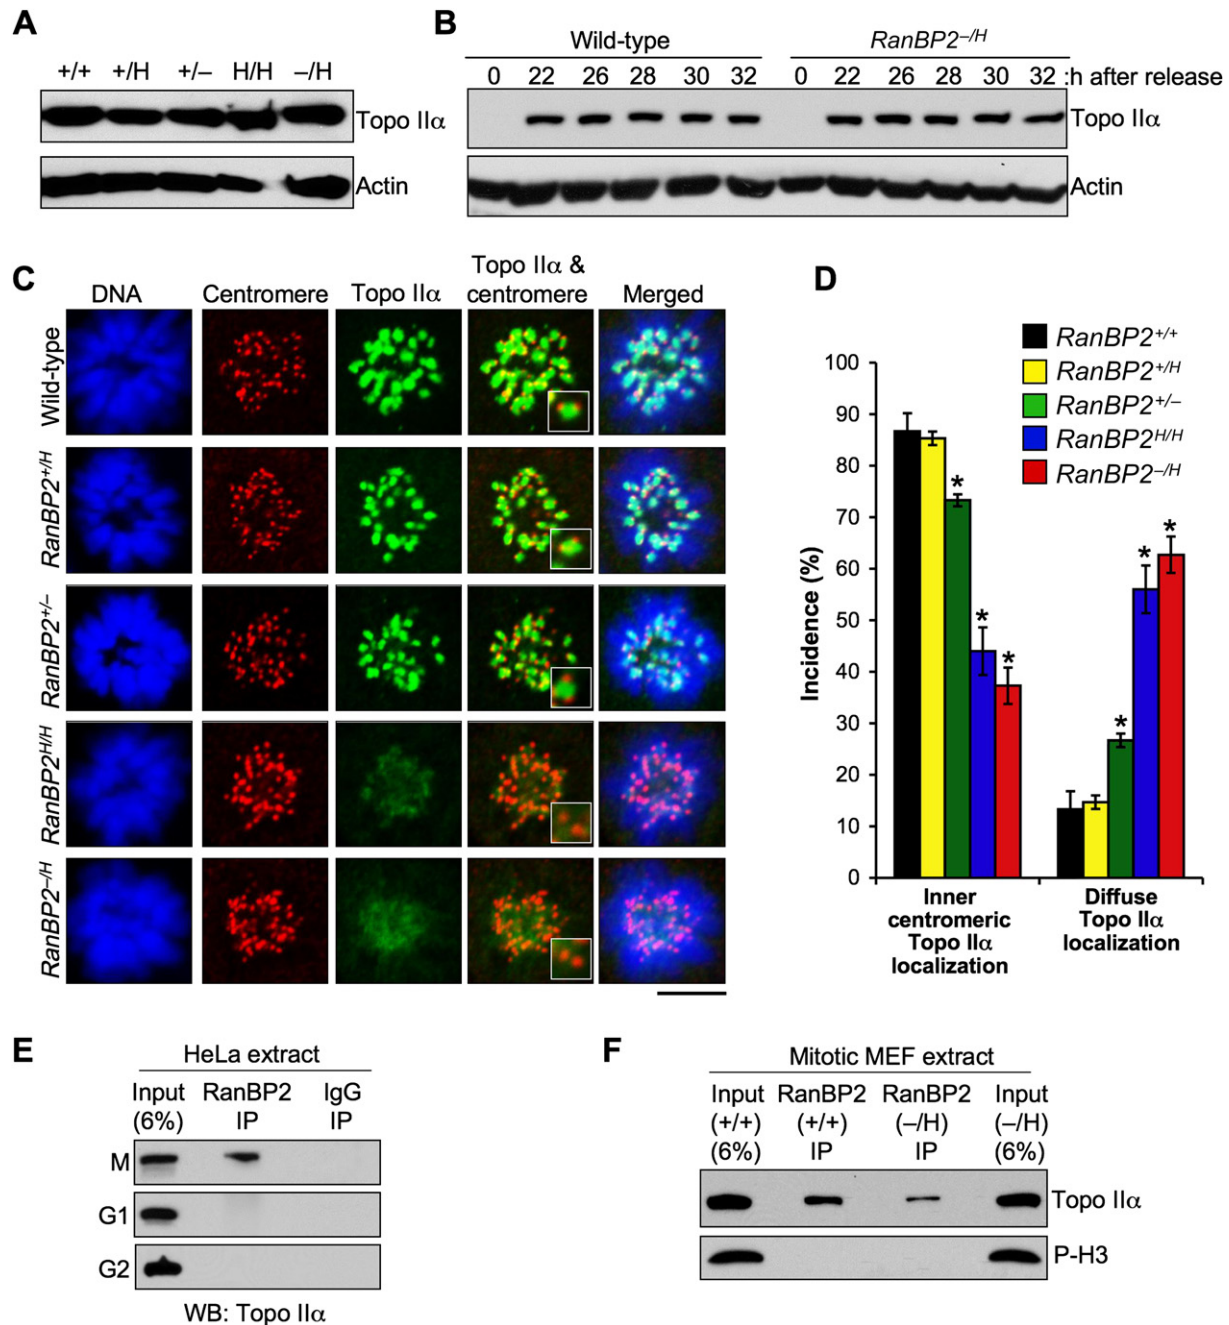 A
+/+ +/H +/– H/H –/H
Topo IIα
Actin
B
Wild-type RanBP2–/H
0 22 26 28 30 32 0 22 26 28 30 32 :h after release
Topo IIα
Actin
C
DNA Centromere Topo IIα Topo IIα &
centromere Merged
Wild-type
RanBP2+/H
RanBP2+/–
RanBP2H/H
RanBP2–/H
D
RanBP2+/+
RanBP2+/H
RanBP2+/–
RanBP2H/H
RanBP2–/H
Incidence (%)
100
90
80
70
60
50
40
30
20
10
0
* * *
* * *
Inner
centromeric
Topo IIα
localization
Diffuse
Topo IIα
localization
E
HeLa extract
Input RanBP2 IgG
(6%) IP IP
M
G1
G2
WB: Topo IIα
F
Mitotic MEF extract
Input RanBP2 RanBP2 Input
(+/+) (+/+) (–/H) (–/H)
(6%) IP IP (6%)
Topo IIα
P-H3